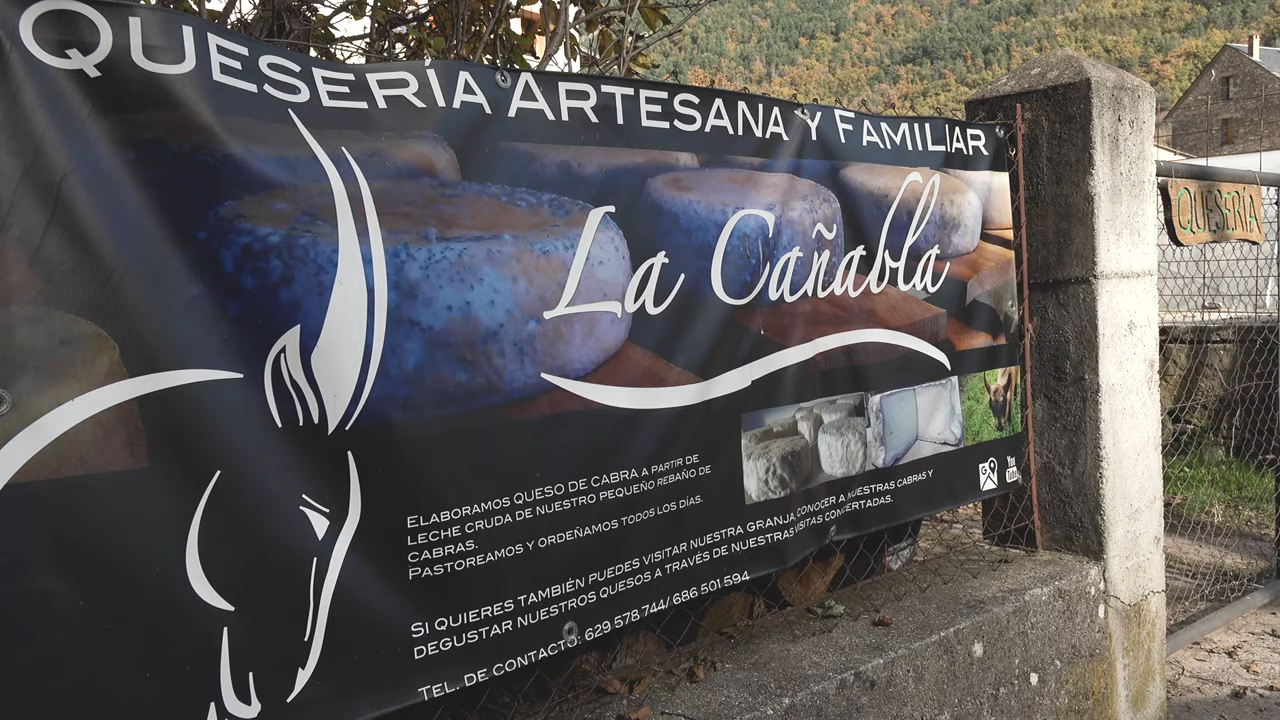 QUESERÍA ARTESANA Y FAMILIAR
QUESERÍA
La Cañabla
ELABORAMOS QUESO DE CABRA A PARTIR DE
LECHE CRUDA DE NUESTRO PEQUEÑO REBAÑO DE
CABRAS.
PASTOREAMOS Y ORDEÑAMOS TODOS LOS DÍAS.
SI QUIERES TAMBIÉN PUEDES VISITAR NUESTRA GRANJA, CONOCER A NUESTRAS CABRAS Y
DEGUSTAR NUESTROS QUESOS A TRAVÉS DE NUESTRAS VISITAS CONCERTADAS.
TEL. DE CONTACTO: 629 578 744/ 686 501 594
G
You
Tube